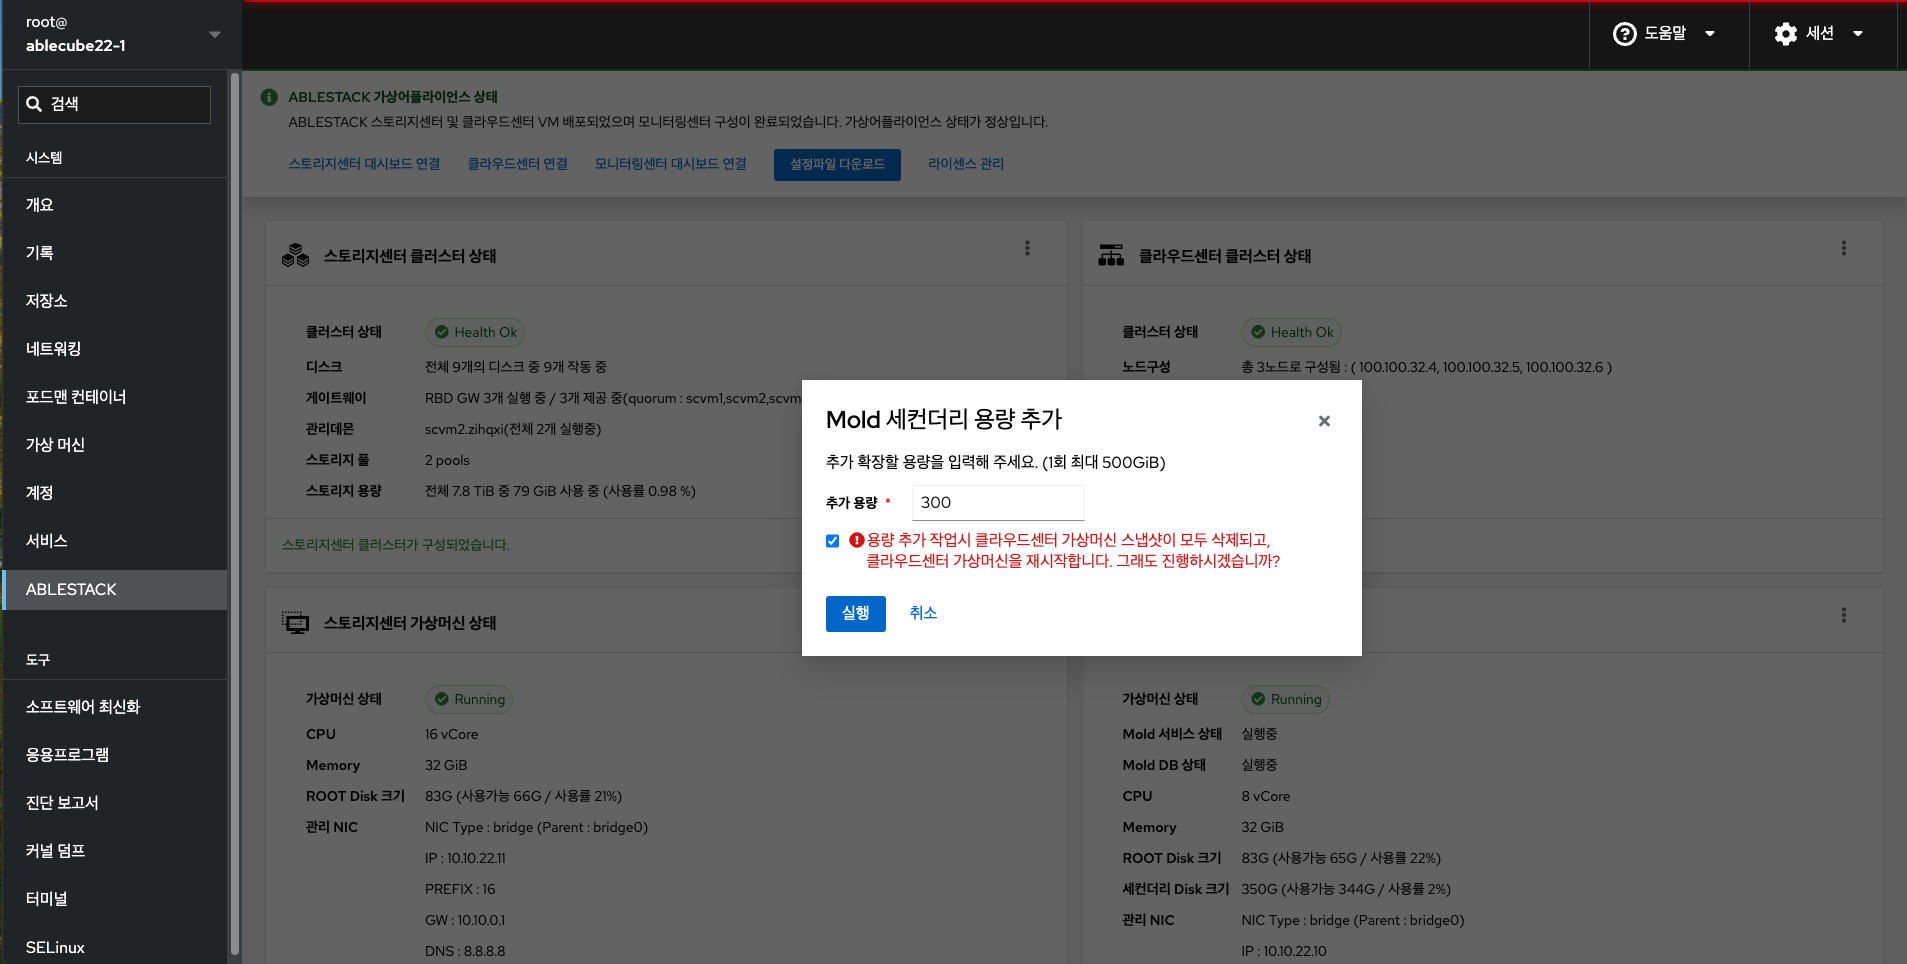 root@
ablecube22-1
도움말
세션
검색
시스템
개요
기록
저장소
네트워킹
포드맨 컨테이너
가상 머신
계정
서비스
ABLESTACK
도구
소프트웨어 최신화
응용프로그램
진단 보고서
커널 덤프
터미널
SELinux
ABLESTACK 가상어플라이언스 상태
ABLESTACK 스토리지센터 및 클라우드센터 VM 배포되었으며 모니터링센터 구성이 완료되었습니다. 가상어플라이언스 상태가 정상입니다.
스토리지센터 대시보드 연결
클라우드센터 연결
모니터링센터 대시보드 연결
설정파일 다운로드
라이센스 관리
스토리지센터 클러스터 상태
클러스터 상태 Health Ok
디스크 전체 9개의 디스크 중 9개 작동 중
게이트웨이 RBD GW 3개 실행 중 / 3개 제공 중(quorum : scvm1,scvm2,scvm
관리데몬 scvm2.zihqxi(전체 2개 실행중)
스토리지 풀 2 pools
스토리지 용량 전체 7.8 TiB 중 79 GiB 사용 중 (사용률 0.98 %)
스토리지센터 클러스터가 구성되었습니다.
클라우드센터 클러스터 상태
클러스터 상태 Health Ok
노드구성 총 3노드로 구성됨 : ( 100.100.32.4, 100.100.32.5, 100.100.32.6 )
Mold 세컨더리 용량 추가
추가 확장할 용량을 입력해 주세요. (1회 최대 500GiB)
추가 용량 * 300
용량 추가 작업시 클라우드센터 가상머신 스냅샷이 모두 삭제되고,
클라우드센터 가상머신을 재시작합니다. 그래도 진행하시겠습니까?
실행
취소
스토리지센터 가상머신 상태
가상머신 상태 Running
CPU 16 vCore
Memory 32 GiB
ROOT Disk 크기 83G (사용가능 66G / 사용률 21%)
관리 NIC NIC Type : bridge (Parent : bridge0)
IP : 10.10.22.11
PREFIX : 16
GW : 10.10.0.1
DNS : 8.8.8.8
가상머신 상태 Running
Mold 서비스 상태 실행중
Mold DB 상태 실행중
CPU 8 vCore
Memory 32 GiB
ROOT Disk 크기 83G (사용가능 65G / 사용률 22%)
세컨더리 Disk 크기 350G (사용가능 344G / 사용률 2%)
관리 NIC NIC Type : bridge (Parent : bridge0)
IP : 10.10.22.10